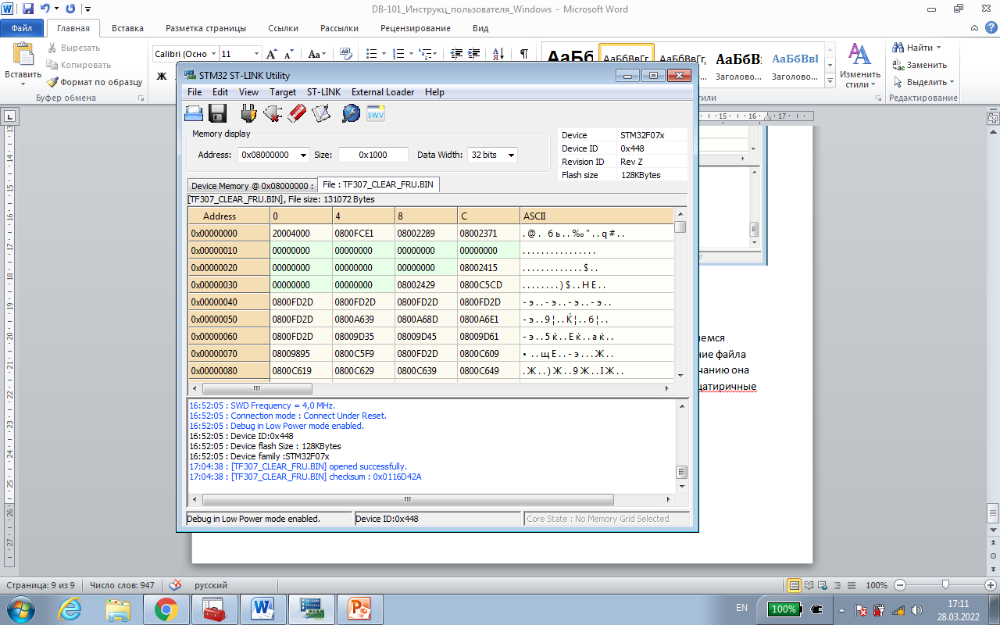 DB-101_Инструкц_пользователя_Windows - Microsoft Word
Файл Главная Вставка Разметка страницы Ссылки Рассылки Рецензирование Вид
Вставить
Вырезать
Копировать
Формат по образцу
Буфер обмена
Calibri (Осно 11
Ж
АаБбВ
Заголово...
АаБбВвІ
Заголово...
Изменить стили
Найти
Заменить
Выделить
Редактирование
STM32 ST-LINK Utility
File Edit View Target ST-LINK External Loader Help
SWV
Memory display
Address: 0x08000000 Size: 0x1000 Data Width: 32 bits
Device STM32F07x
Device ID 0x448
Revision ID Rev Z
Flash size 128KBytes
Device Memory @ 0x08000000 : File : TF307_CLEAR_FRU.BIN
[TF307_CLEAR_FRU.BIN], File size: 131072 Bytes
Address 0 4 8 C ASCII
0x00000000 20004000 0800FCE1 08002289 08002371 .@. бь..‰"..q#..
0x00000010 00000000 00000000 00000000 00000000 ................
0x00000020 00000000 00000000 00000000 08002415 .............$..
0x00000030 00000000 00000000 08002429 0800C5CD ........)$..НЕ..
0x00000040 0800FD2D 0800FD2D 0800FD2D 0800FD2D -э..-э..-э..-э..
0x00000050 0800FD2D 0800A639 0800A68D 0800A6E1 -э..9¦..Ќ¦..б¦..
0x00000060 0800FD2D 08009D35 08009D45 08009D61 -э..5ќ..Eќ..aќ..
0x00000070 08009895 0800C5F9 0800FD2D 0800C609 • ..щЕ..-э...Ж..
0x00000080 0800C619 0800C629 0800C639 0800C649 .Ж..)Ж..9Ж..IЖ..
16:52:05 : SWD Frequency = 4,0 MHz.
16:52:05 : Connection mode : Connect Under Reset.
16:52:05 : Debug in Low Power mode enabled.
16:52:05 : Device ID:0x448
16:52:05 : Device flash Size : 128KBytes
16:52:05 : Device family :STM32F07x
17:04:38 : [TF307_CLEAR_FRU.BIN] opened successfully.
17:04:38 : [TF307_CLEAR_FRU.BIN] checksum : 0x0116D42A
Debug in Low Power mode enabled. Device ID:0x448 Core State : No Memory Grid Selected
файла
она
Страница: 9 из 9 Число слов: 947 русский 100%
EN 100% 17:11
28.03.2022